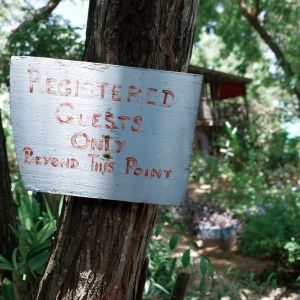 REGISTERED
GUESTS
ONLY
BEYOND THIS POINT